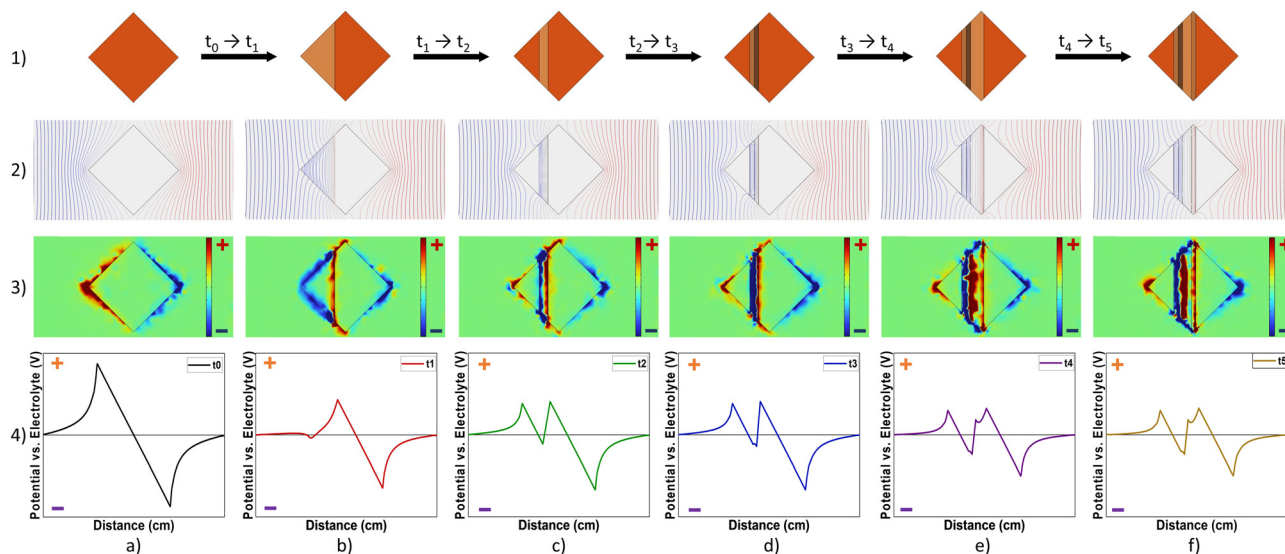 1)
t0 → t1
t1 → t2
t2 → t3
t3 → t4
t4 → t5
2)
3)
+
−
+
−
+
−
+
−
+
−
+
−
4)
Potential vs. Electrolyte (V)
+
t0
−
Distance (cm)
a)
Potential vs. Electrolyte (V)
+
t1
−
Distance (cm)
b)
Potential vs. Electrolyte (V)
+
t2
−
Distance (cm)
c)
Potential vs. Electrolyte (V)
+
t3
−
Distance (cm)
d)
Potential vs. Electrolyte (V)
+
t4
−
Distance (cm)
e)
Potential vs. Electrolyte (V)
+
t5
−
Distance (cm)
f)